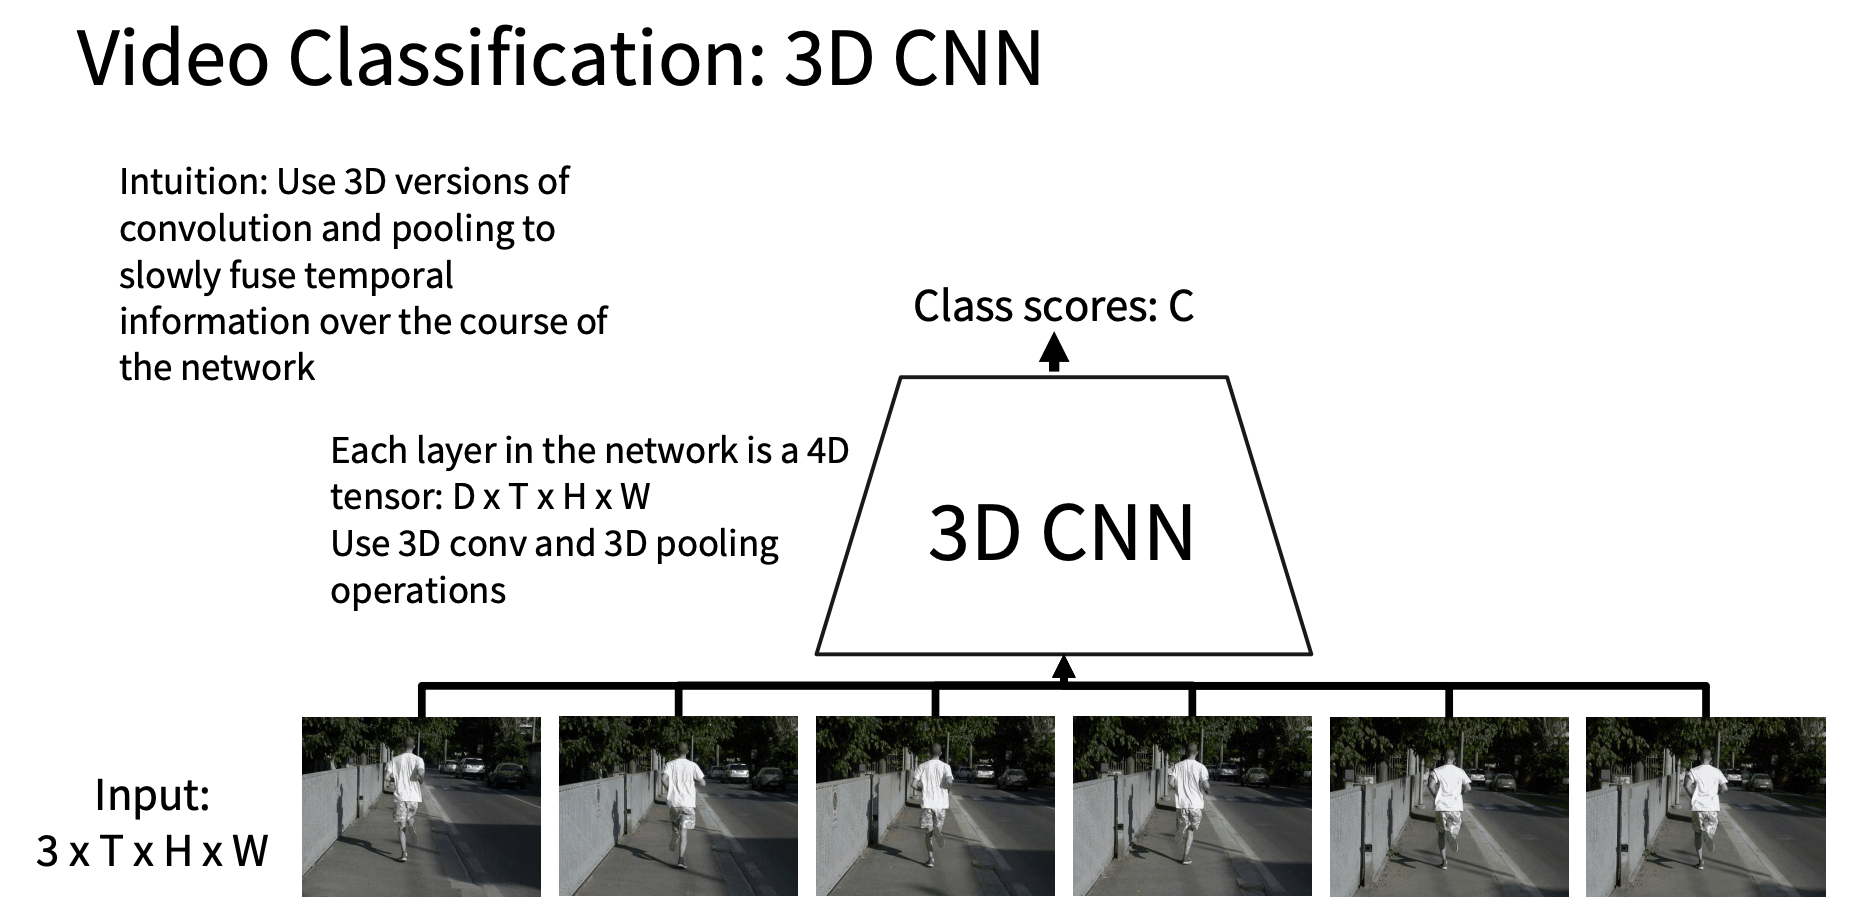 Video Classification: 3D CNN
Intuition: Use 3D versions of
convolution and pooling to
slowly fuse temporal
information over the course of
the network
Class scores: C
Each layer in the network is a 4D
tensor: D x T x H x W
Use 3D conv and 3D pooling
operations
3D CNN
Input:
3 x T x H x W